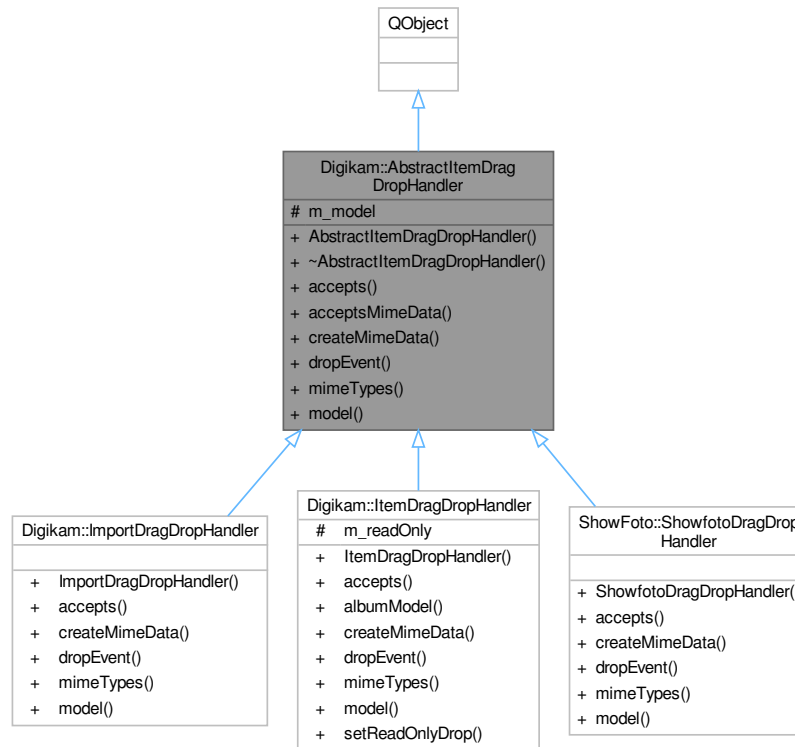 QObject
Digikam::AbstractItemDrag
DropHandler
# m_model
+ AbstractItemDragDropHandler()
+ ~AbstractItemDragDropHandler()
+ accepts()
+ acceptsMimeData()
+ createMimeData()
+ dropEvent()
+ mimeTypes()
+ model()
Digikam::ImportDragDropHandler
+ ImportDragDropHandler()
+ accepts()
+ createMimeData()
+ dropEvent()
+ mimeTypes()
+ model()
Digikam::ItemDragDropHandler
# m_readOnly
+ ItemDragDropHandler()
+ accepts()
+ albumModel()
+ createMimeData()
+ dropEvent()
+ mimeTypes()
+ model()
+ setReadOnlyDrop()
ShowFoto::ShowfotoDragDrop
Handler
+ ShowfotoDragDropHandler(
+ accepts()
+ createMimeData()
+ dropEvent()
+ mimeTypes()
+ model()